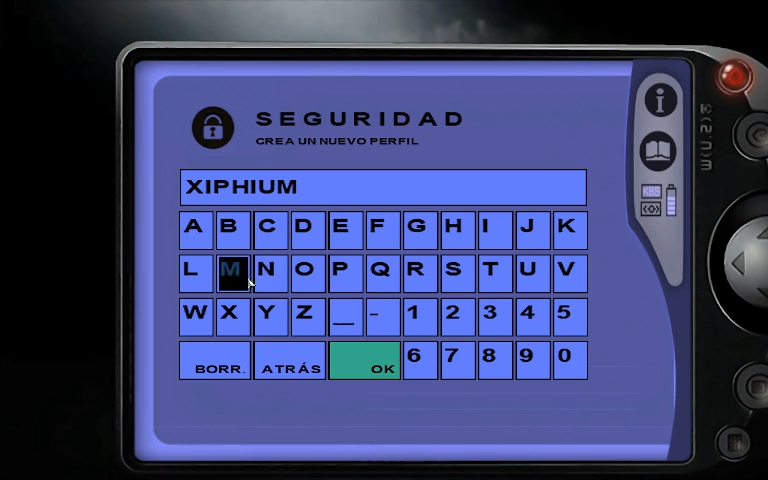 SEGURIDAD
CREA UN NUEVO PERFIL
XIPHIUM
A B C D E F G H I J K
L M N O P Q R S T U V
W X Y Z _ - 1 2 3 4 5
BORR. ATRÁS OK 6 7 8 9 0
KBS